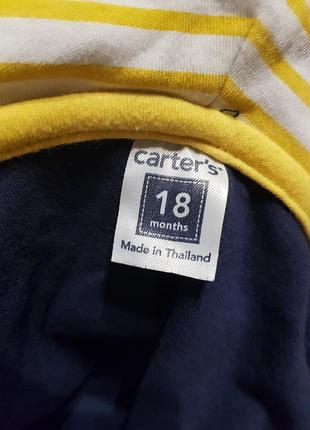 carter's
18
months
Made in Thailand